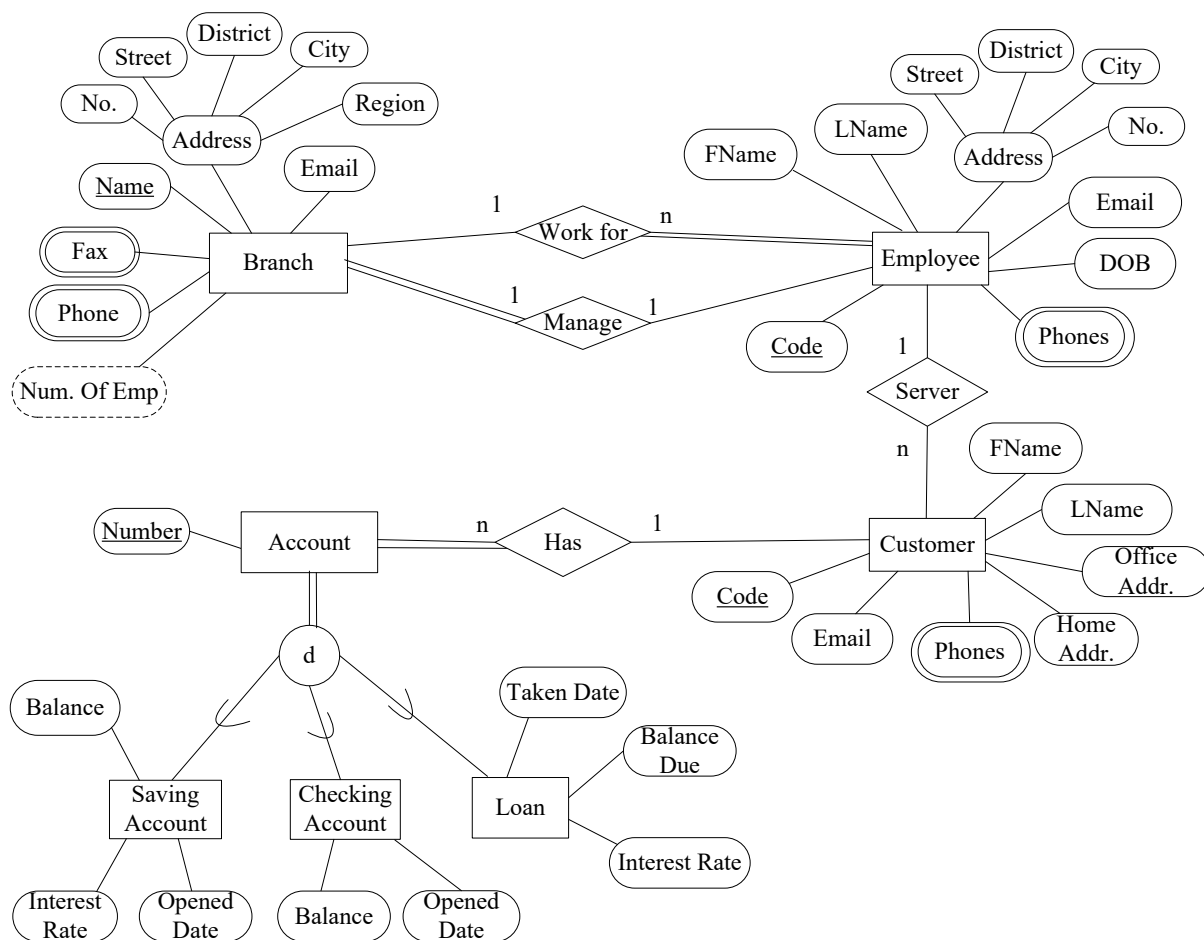 District
Street
City
No.
Region
Address
Name
Email
Fax
Branch
Phone
Num. Of Emp
1
Work for
n
1
Manage
1
District
Street
City
LName
No.
FName
Address
Email
Employee
DOB
Code
Phones
1
Server
n
FName
LName
Number
Account
n
Has
1
Customer
Office
Addr.
Code
Email
Phones
Home
Addr.
d
Balance
Taken Date
Balance
Due
Saving
Account
Checking
Account
Loan
Interest Rate
Interest
Rate
Opened
Date
Balance
Opened
Date